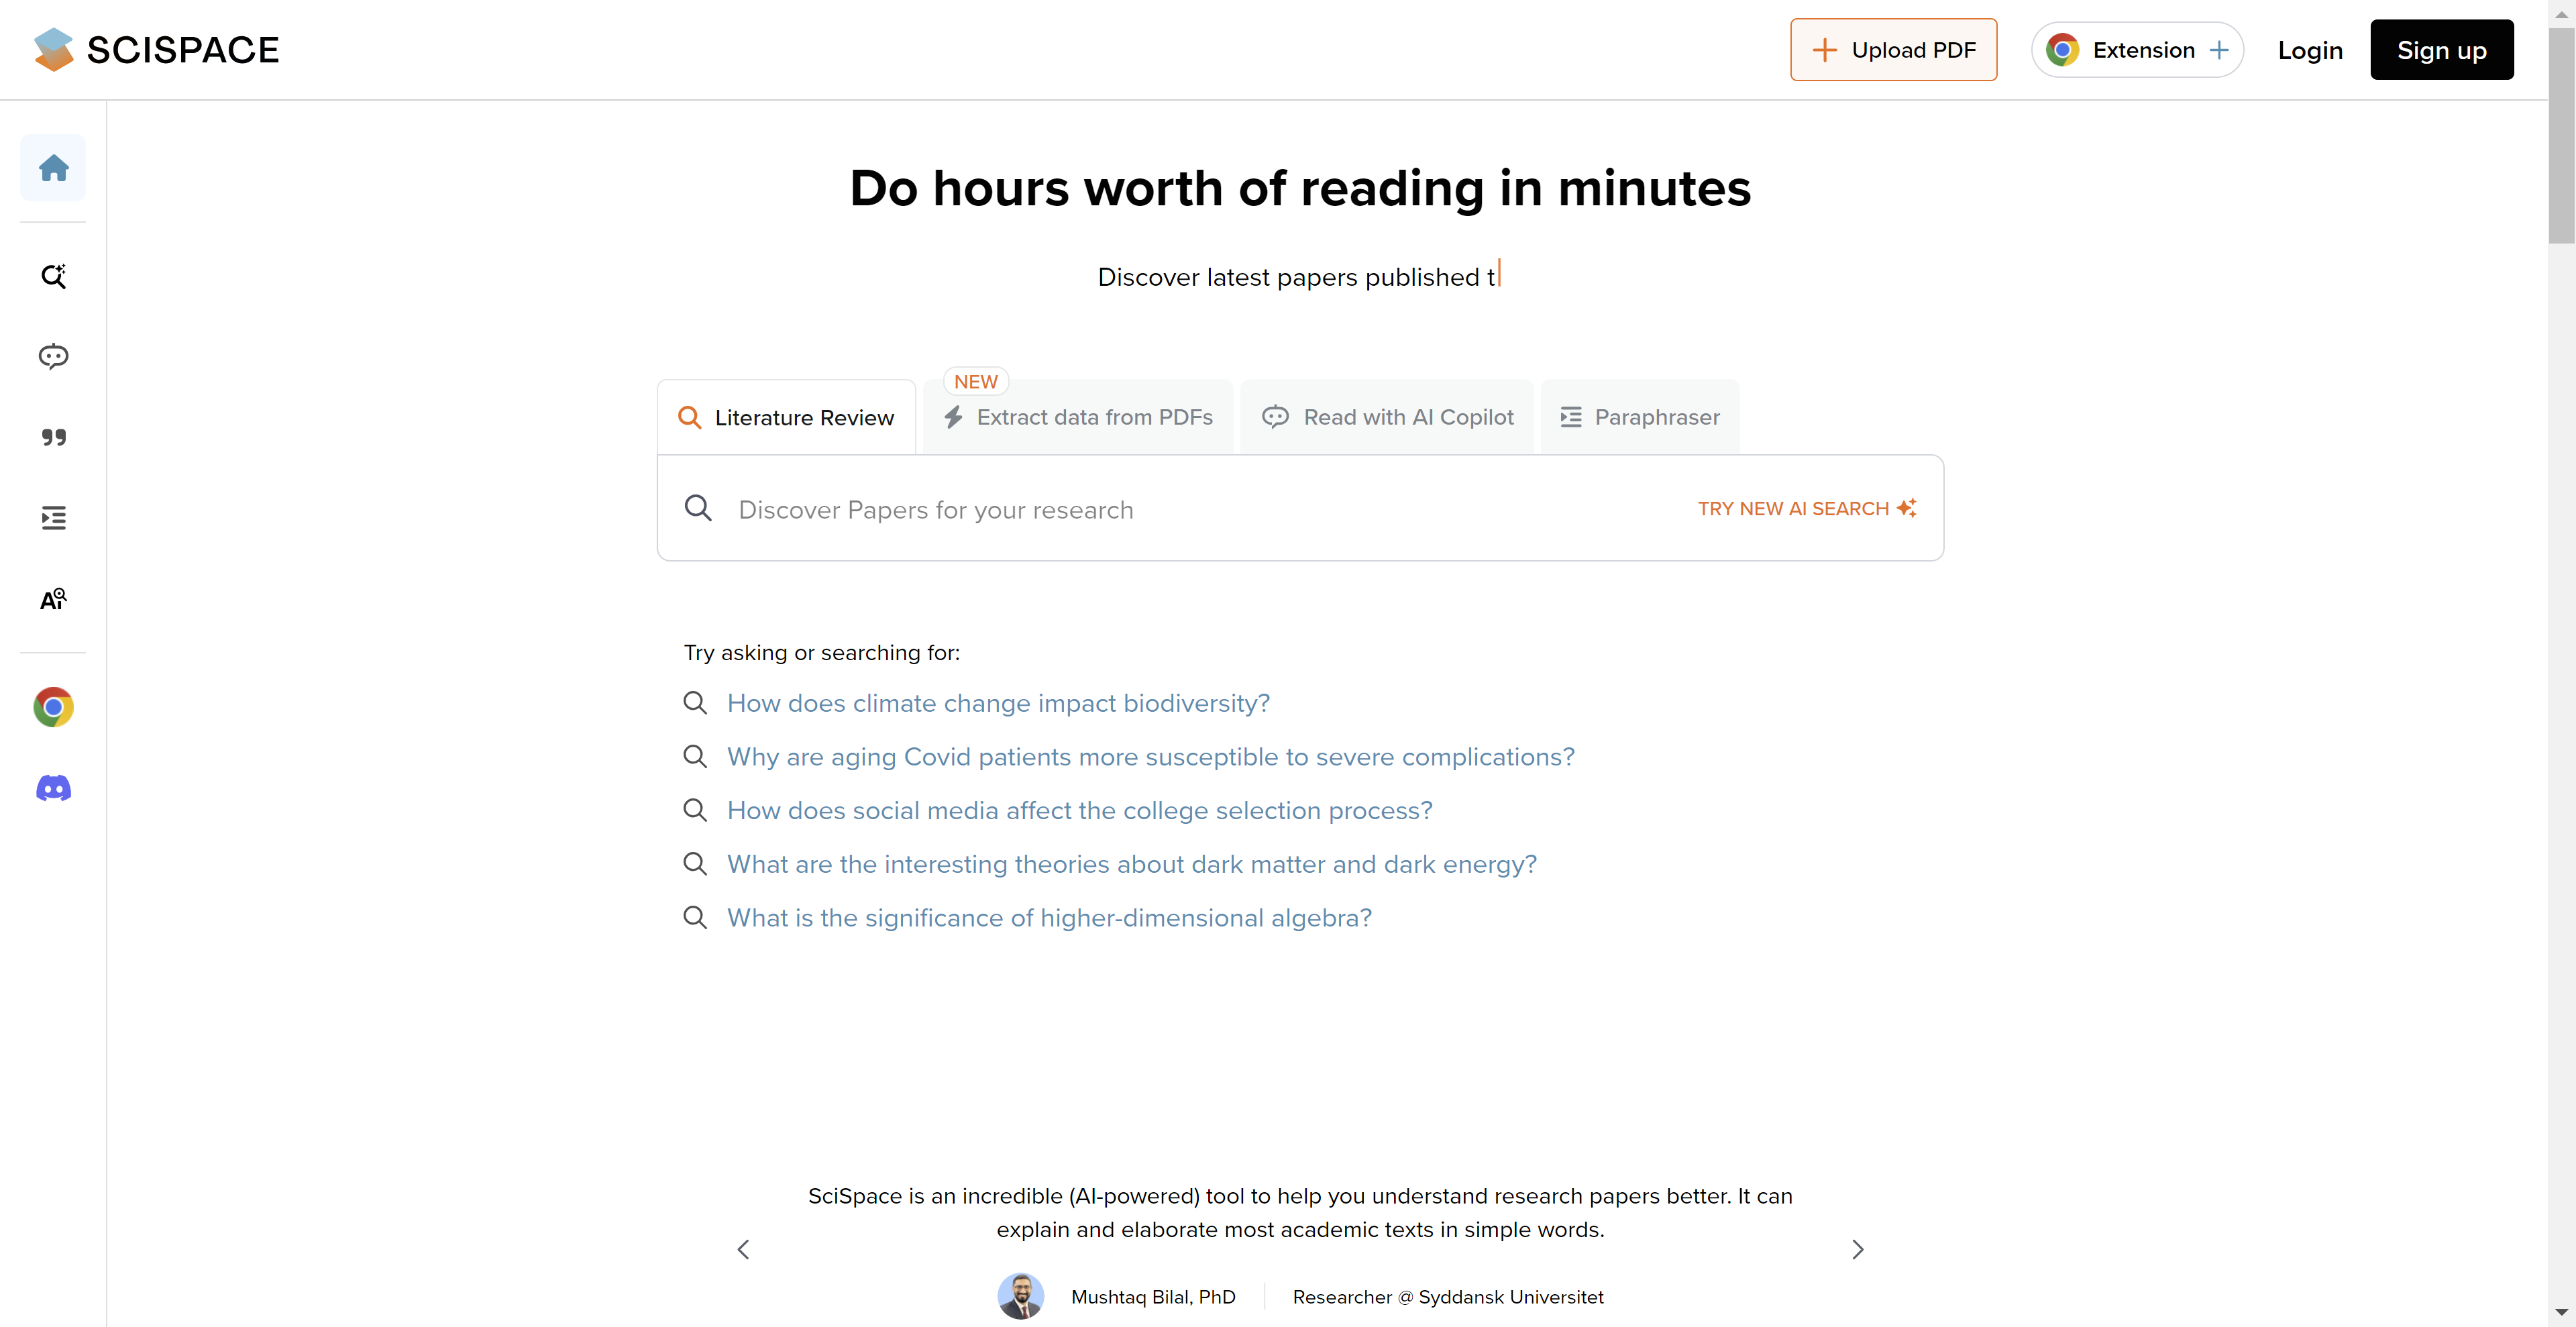 SCISPACE
Upload PDF
Extension +
Login
Sign up
Do hours worth of reading in minutes
Discover latest papers published t
NEW
Literature Review
Extract data from PDFs
Read with AI Copilot
Paraphraser
Discover Papers for your research
TRY NEW AI SEARCH
Ai
Try asking or searching for:
How does climate change impact biodiversity?
Why are aging Covid patients more susceptible to severe complications?
How does social media affect the college selection process?
What are the interesting theories about dark matter and dark energy?
What is the significance of higher-dimensional algebra?
SciSpace is an incredible (AI-powered) tool to help you understand research papers better. It can
explain and elaborate most academic texts in simple words.
Mushtaq Bilal, PhD
Researcher @ Syddansk Universitet